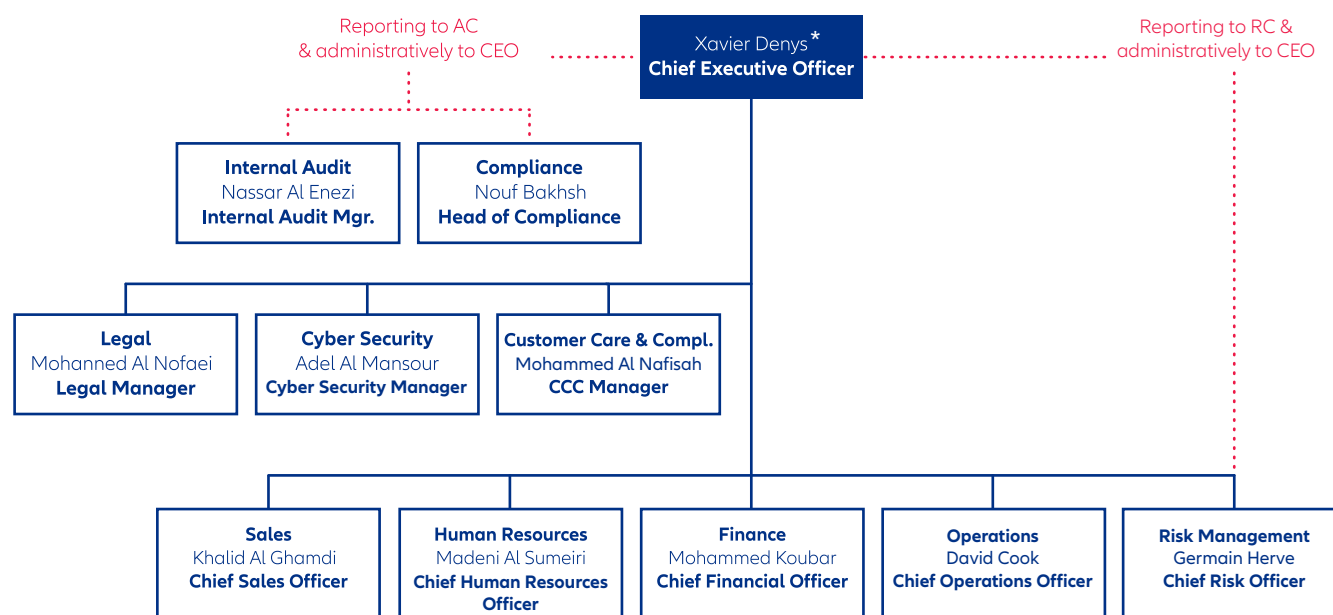 Reporting to AC
& administratively to CEO
Xavier Denys*
Chief Executive Officer
Reporting to RC &
administratively to CEO
Internal Audit
Nassar Al Enezi
Internal Audit Mgr.
Compliance
Nouf Bakhsh
Head of Compliance
Legal
Mohanned Al Nofaei
Legal Manager
Cyber Security
Adel Al Mansour
Cyber Security Manager
Customer Care & Compl.
Mohammed Al Nafisah
CCC Manager
Sales
Khalid Al Ghamdi
Chief Sales Officer
Human Resources
Madeni Al Sumeiri
Chief Human Resources
Officer
Finance
Mohammed Koubar
Chief Financial Officer
Operations
David Cook
Chief Operations Officer
Risk Management
Germain Herve
Chief Risk Officer